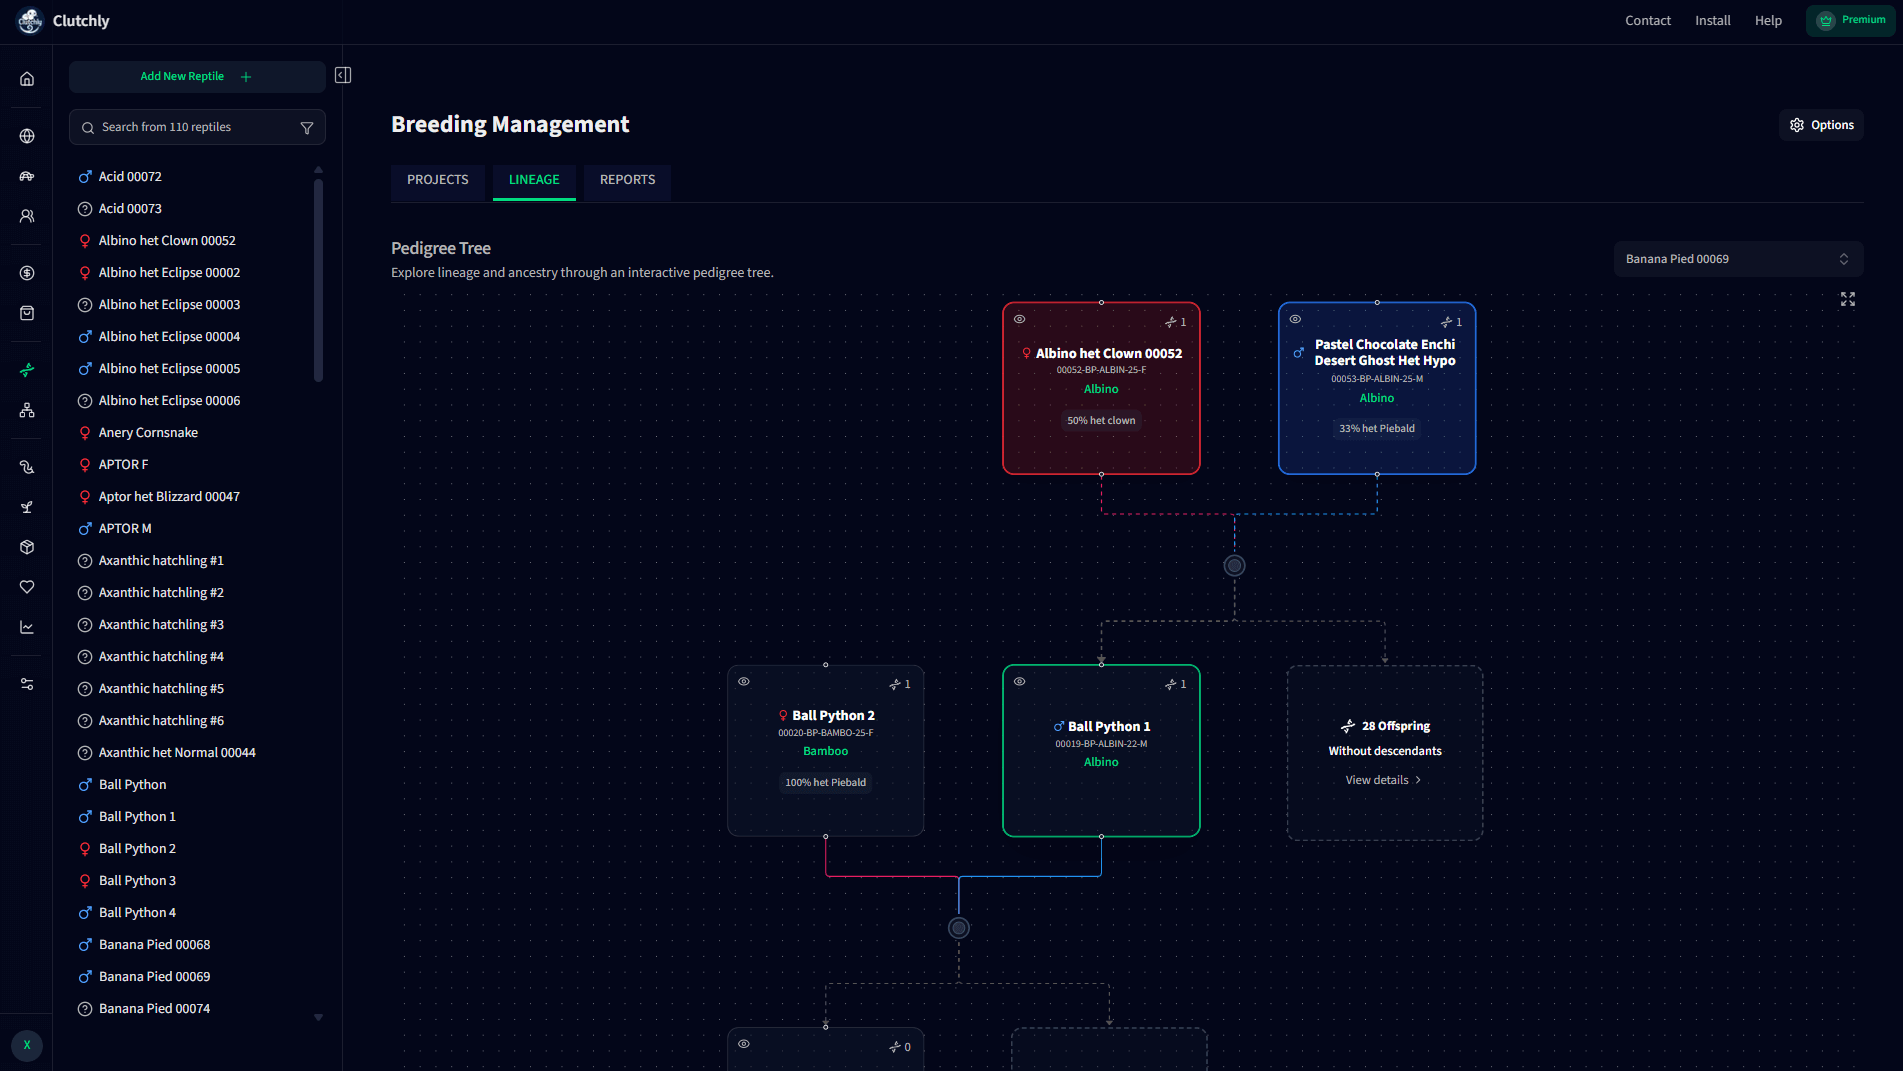 Clutchly
Clutchly
Contact
Install
Help
Premium
Add New Reptile
Search from 110 reptiles
Acid 00072
Acid 00073
Albino het Clown 00052
Albino het Eclipse 00002
Albino het Eclipse 00003
Albino het Eclipse 00004
Albino het Eclipse 00005
Albino het Eclipse 00006
Anery Cornsnake
APTOR F
Aptor het Blizzard 00047
APTOR M
Axanthic hatchling #1
Axanthic hatchling #2
Axanthic hatchling #3
Axanthic hatchling #4
Axanthic hatchling #5
Axanthic hatchling #6
Axanthic het Normal 00044
Ball Python
Ball Python 1
Ball Python 2
Ball Python 3
Ball Python 4
Banana Pied 00068
Banana Pied 00069
Banana Pied 00074
X
Breeding Management
Options
PROJECTS
LINEAGE
REPORTS
Pedigree Tree
Explore lineage and ancestry through an interactive pedigree tree.
Banana Pied 00069
1
Albino het Clown 00052
00052-BP-ALBIN-25-F
Albino
50% het clown
1
Pastel Chocolate Enchi
Desert Ghost Het Hypo
00053-BP-ALBIN-25-M
Albino
33% het Piebald
1
Ball Python 2
00020-BP-BAMBO-25-F
Bamboo
100% het Piebald
1
Ball Python 1
00019-BP-ALBIN-22-M
Albino
28 Offspring
Without descendants
View details
0